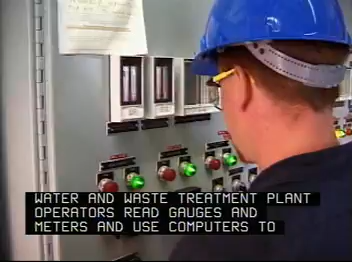 WATER AND WASTE TREATMENT PLANT
OPERATORS READ GAUGES AND
METERS AND USE COMPUTERS TO